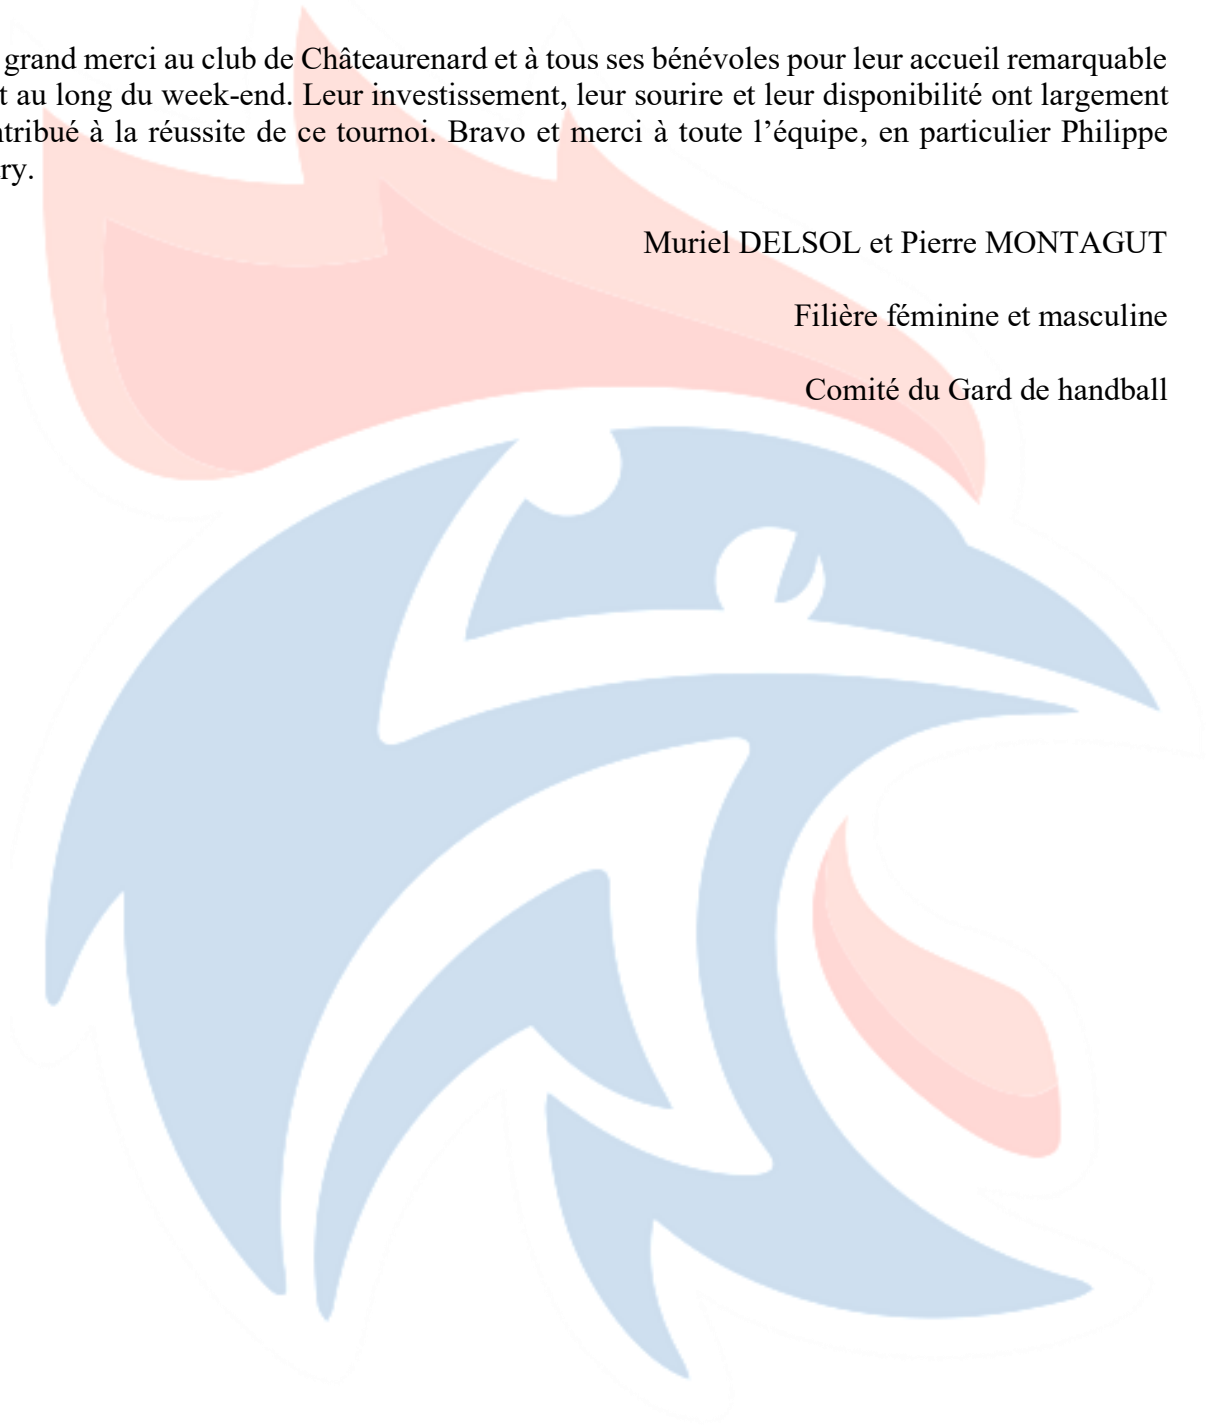 grand merci au club de Châteaurenard et à tous ses bénévoles pour leur accueil remarquable
t au long du week-end. Leur investissement, leur sourire et leur disponibilité ont largement
ntribué à la réussite de ce tournoi. Bravo et merci à toute l’équipe, en particulier Philippe
ry.
Muriel DELSOL et Pierre MONTAGUT
Filière féminine et masculine
Comité du Gard de handball